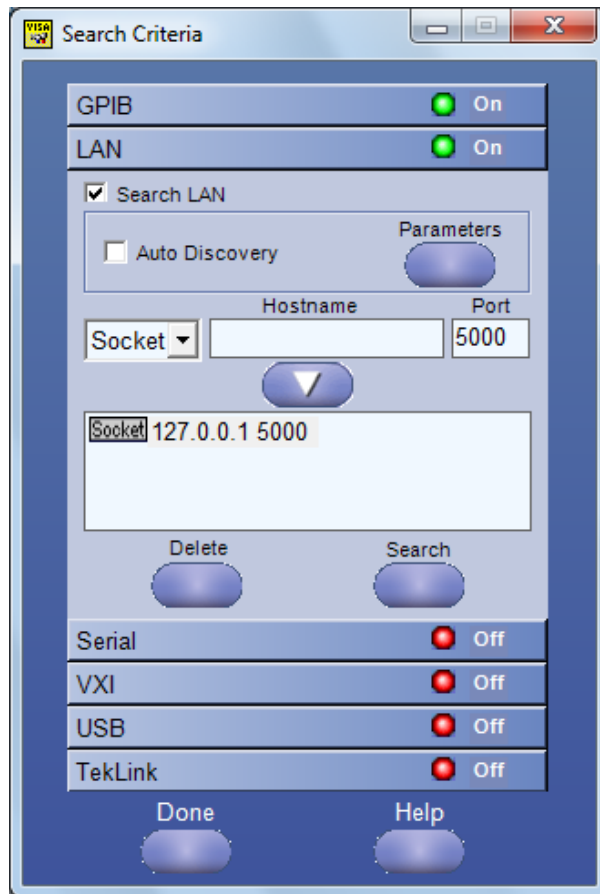 VISA Search Criteria X
GPIB On
LAN On
Search LAN
Auto Discovery Parameters
Hostname Port
Socket 5000
Socket 127.0.0.1 5000
Delete Search
Serial Off
VXI Off
USB Off
TekLink Off
Done Help